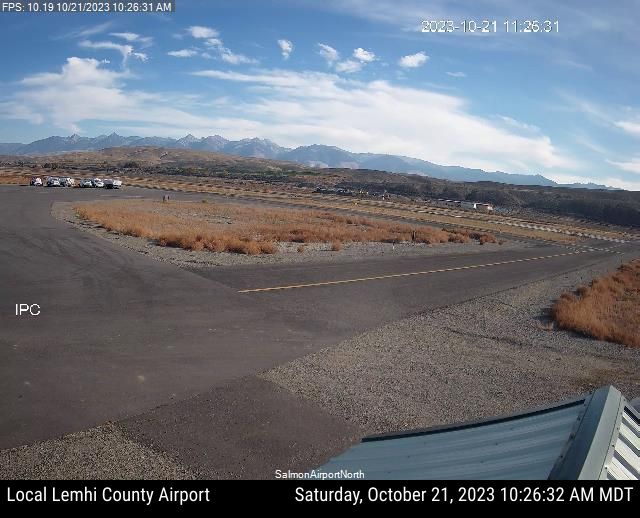 FPS: 10.19 10/21/2023 10:26:31 AM
2023-10-21 11:26:31
IPC
SalmonAirportNorth
Local Lemhi County Airport
Saturday, October 21, 2023 10:26:32 AM MDT